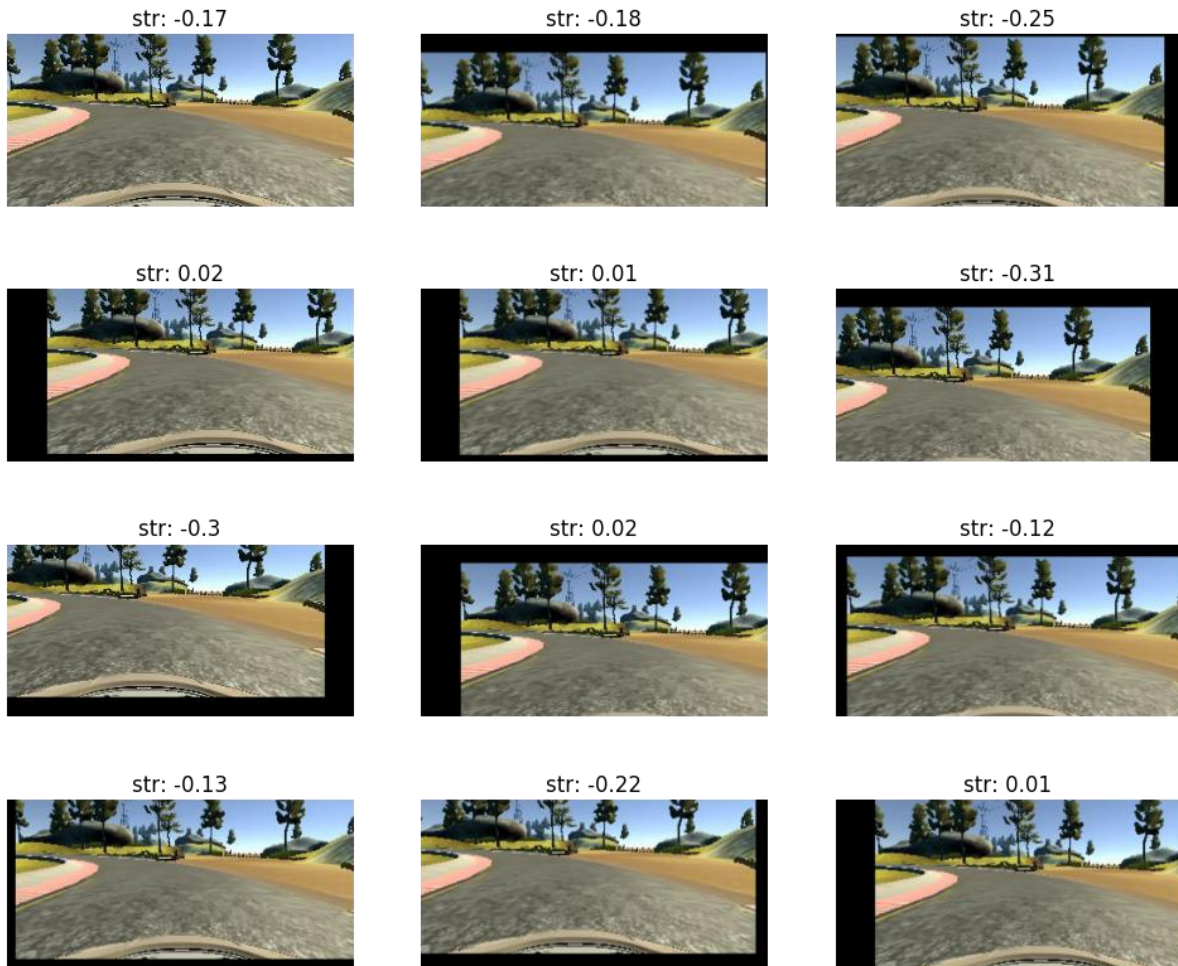 str: -0.17
str: -0.18
str: -0.25
str: 0.02
str: 0.01
str: -0.31
str: -0.3
str: 0.02
str: -0.12
str: -0.13
str: -0.22
str: 0.01